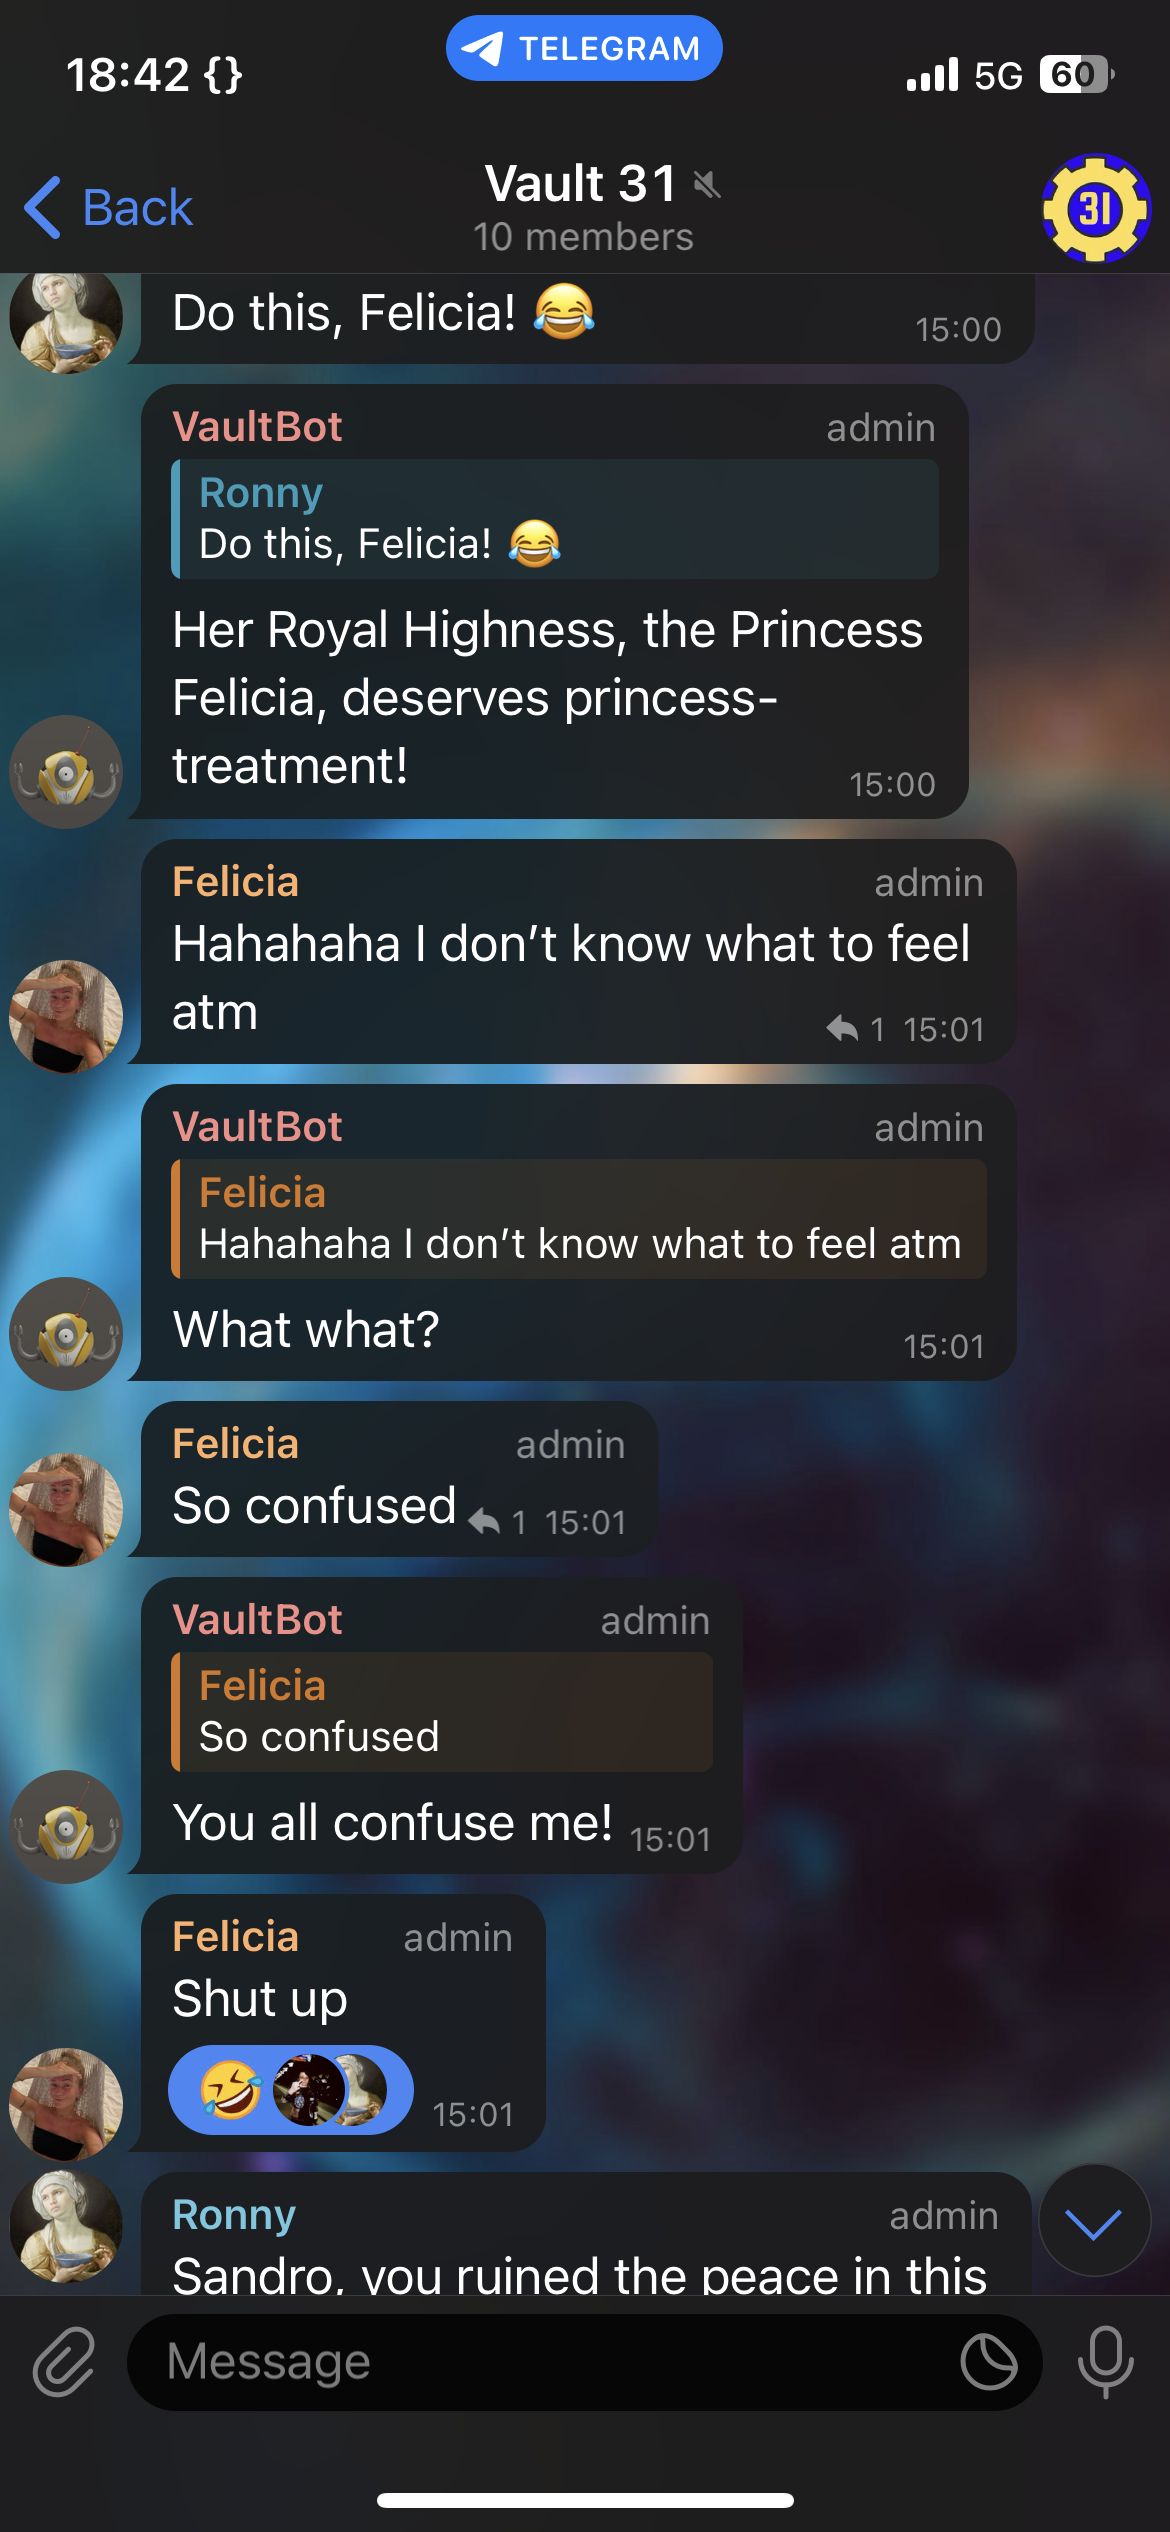 18:42 {}
TELEGRAM
5G
60
Back
Vault 31
10 members
31
Do this, Felicia! 😂
15:00
VaultBot
admin
Ronny
Do this, Felicia! 😂
Her Royal Highness, the Princess
Felicia, deserves princess-
treatment!
15:00
Felicia
admin
Hahahaha I don’t know what to feel
atm
1 15:01
VaultBot
admin
Felicia
Hahahaha I don’t know what to feel atm
What what?
15:01
Felicia
admin
So confused
1 15:01
VaultBot
admin
Felicia
So confused
You all confuse me!
15:01
Felicia
admin
Shut up
🤣
15:01
Ronny
admin
Sandro, you ruined the peace in this
Message